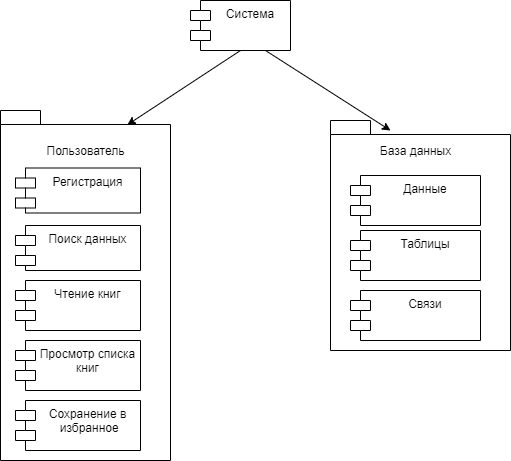 Система
Пользователь
Регистрация
Поиск данных
Чтение книг
Просмотр списка
книг
Сохранение в
избранное
База данных
Данные
Таблицы
Связи